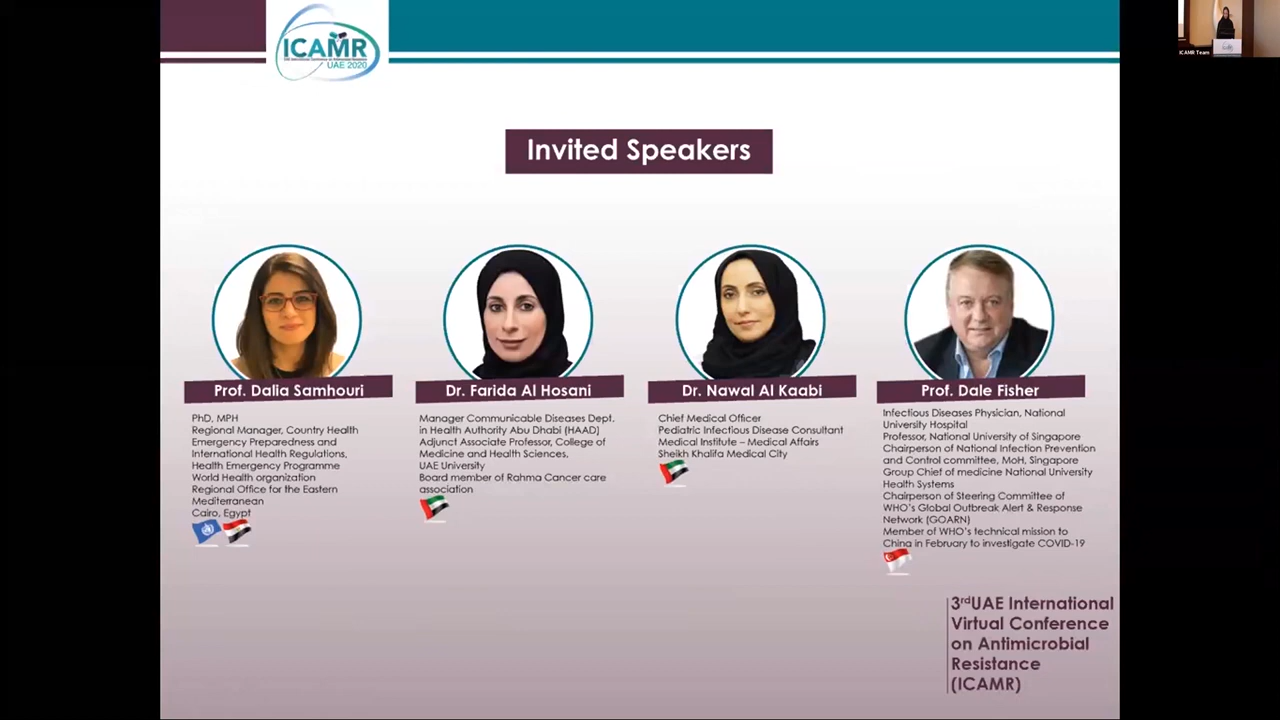 ICAMR
UAE 2020
ICAMR Team
Invited Speakers
Prof. Dalia Samhouri
PhD, MPH
Regional Manager, Country Health
Emergency Preparedness and
International Health Regulations,
Health Emergency Programme
World Health organization
Regional Office for the Eastern
Mediterranean
Cairo, Egypt
Dr. Farida Al Hosani
Manager Communicable Diseases Dept.
in Health Authority Abu Dhabi (HAAD)
Adjunct Associate Professor, College of
Medicine and Health Sciences,
UAE University
Board member of Rahma Cancer care
association
Dr. Nawal Al Kaabi
Chief Medical Officer
Pediatric Infectious Disease Consultant
Medical Institute – Medical Affairs
Sheikh Khalifa Medical City
Prof. Dale Fisher
Infectious Diseases Physician, National
University Hospital
Professor, National University of Singapore
Chairperson of National Infection Prevention
and Control committee, MoH, Singapore
Group Chief of medicine National University
Health Systems
Chairperson of Steering Committee of
WHO's Global Outbreak Alert & Response
Network (GOARN)
Member of WHO's technical mission to
China in February to investigate COVID-19
3rdUAE International
Virtual Conference
on Antimicrobial
Resistance
(ICAMR)